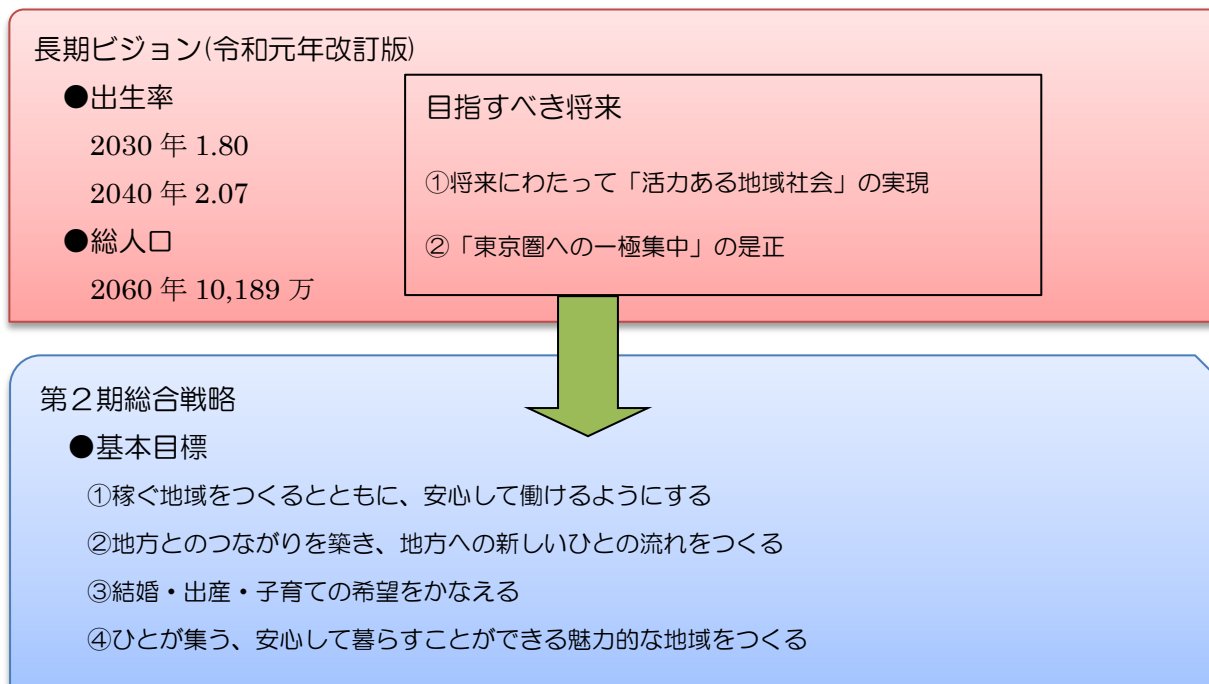 長期ビジョン(令和元年改訂版)
●出生率
2030 年 1.80
2040 年 2.07
●総人口
2060 年 10,189 万
目指すべき将来
①将来にわたって「活力ある地域社会」の実現
②「東京圏への一極集中」の是正
第２期総合戦略
●基本目標
①稼ぐ地域をつくるとともに、安心して働けるようにする
②地方とのつながりを築き、地方への新しいひとの流れをつくる
③結婚・出産・子育ての希望をかなえる
④ひとが集う、安心して暮らすことができる魅力的な地域をつくる